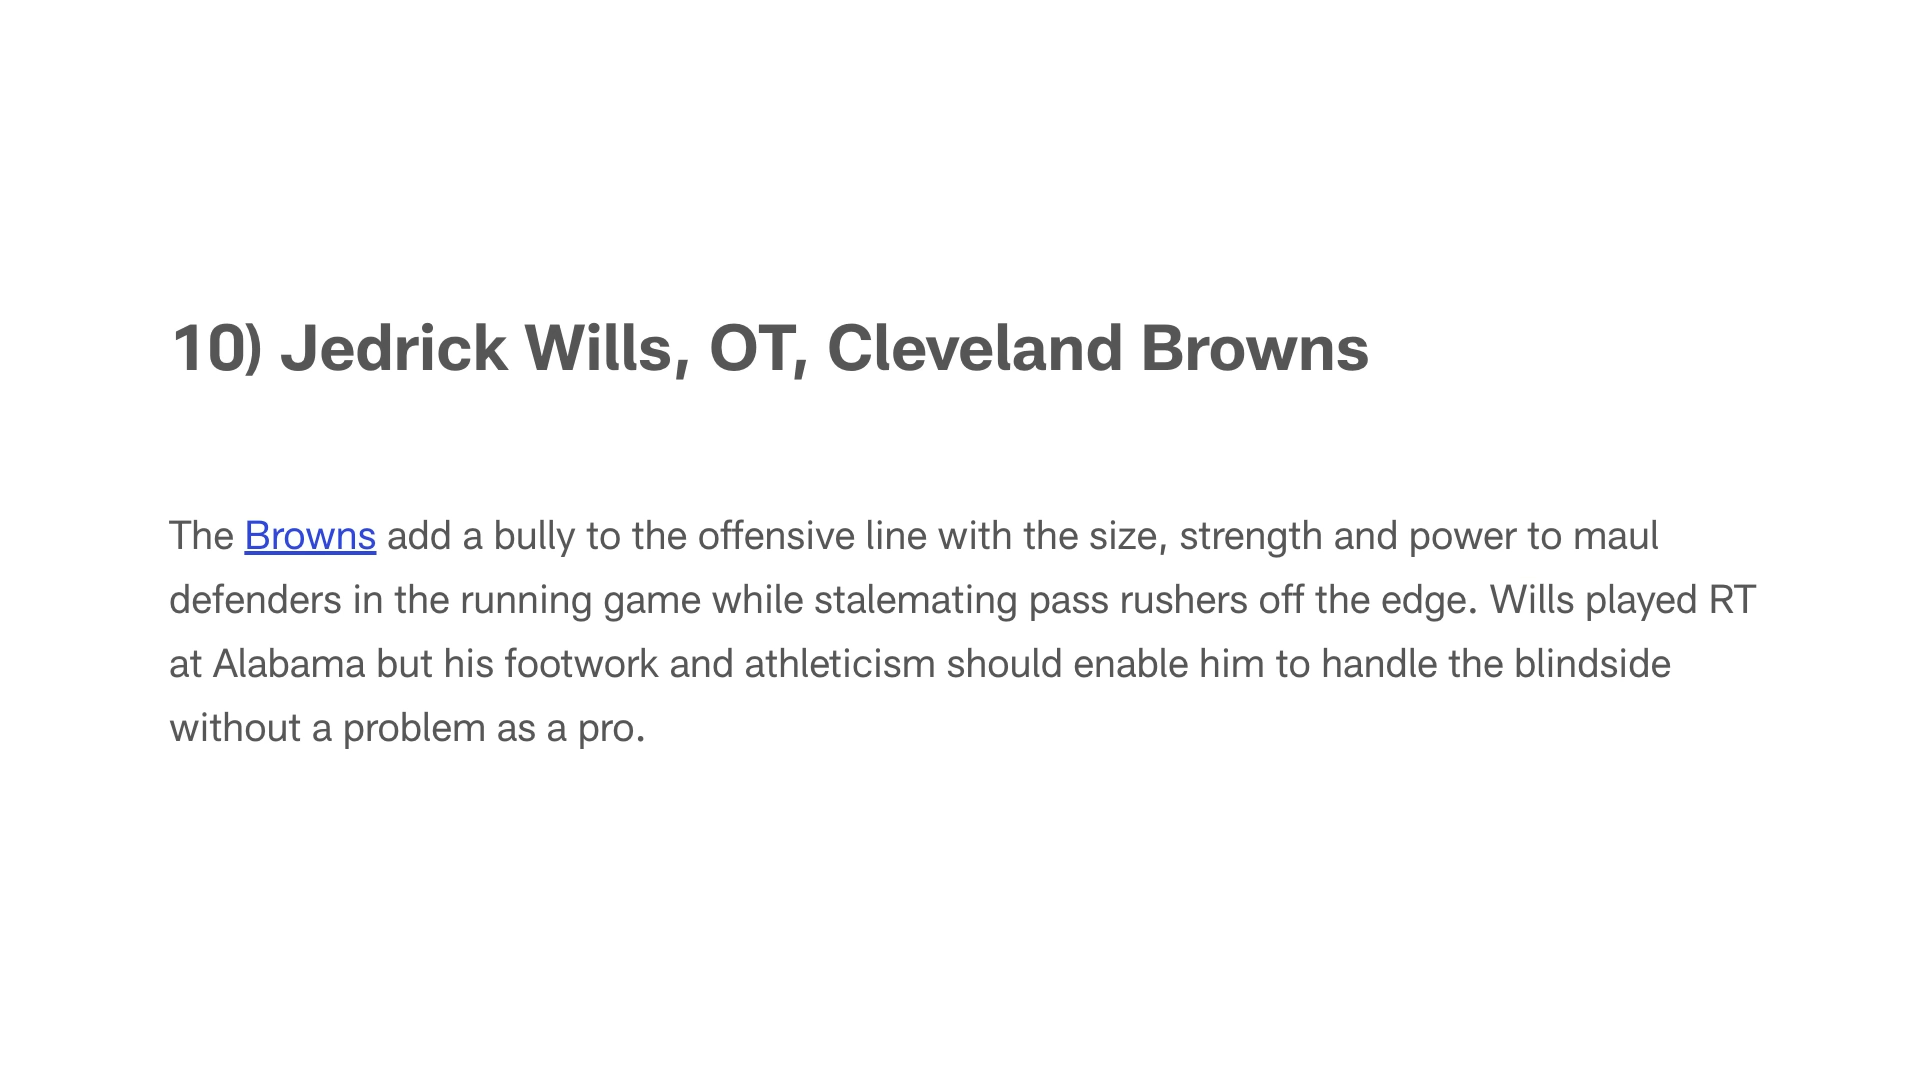 10) Jedrick Wills, OT, Cleveland Browns
The Browns add a bully to the offensive line with the size, strength and power to maul
defenders in the running game while stalemating pass rushers off the edge. Wills played RT
at Alabama but his footwork and athleticism should enable him to handle the blindside
without a problem as a pro.